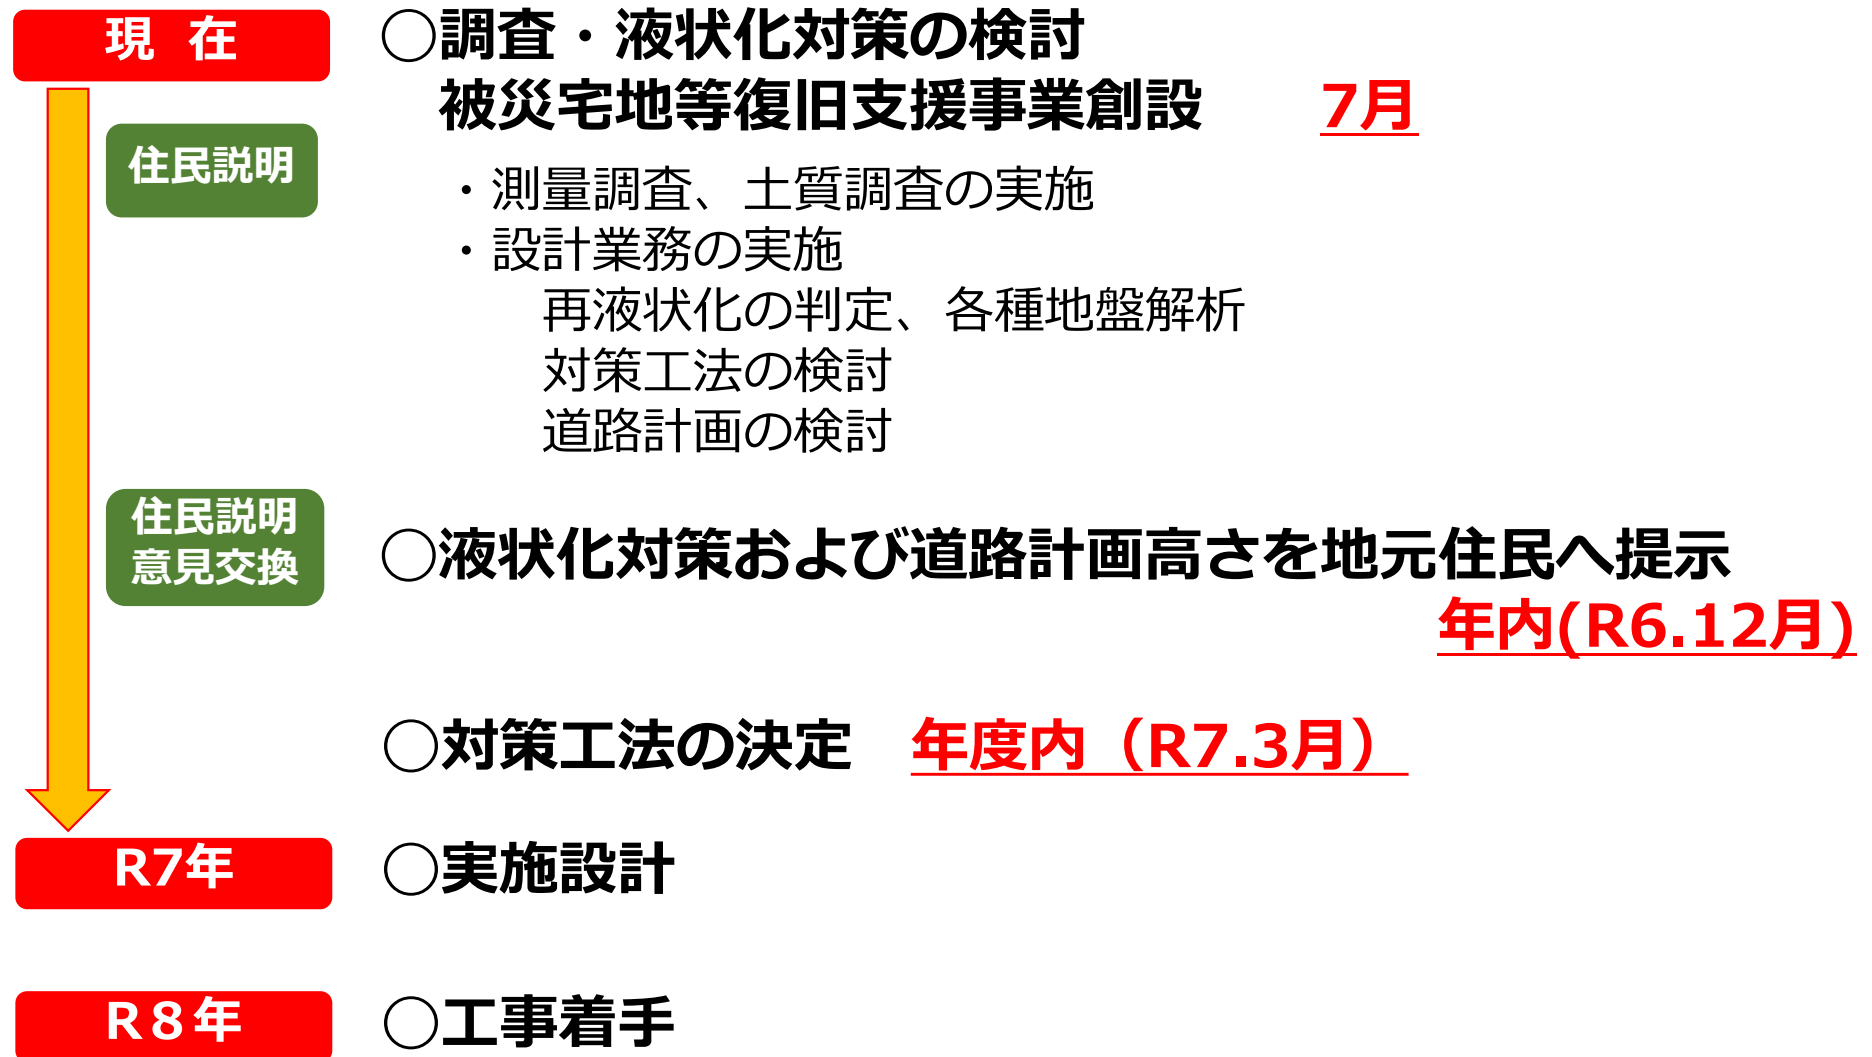 現 在
○調査・液状化対策の検討
被災宅地等復旧支援事業創設 7月
住民説明
・測量調査、土質調査の実施
・設計業務の実施
再液状化の判定、各種地盤解析
対策工法の検討
道路計画の検討
住民説明
意見交換
○液状化対策および道路計画高さを地元住民へ提示
年内(R6.12月)
○対策工法の決定 年度内（R7.3月）
R7年
○実施設計
R８年
○工事着手